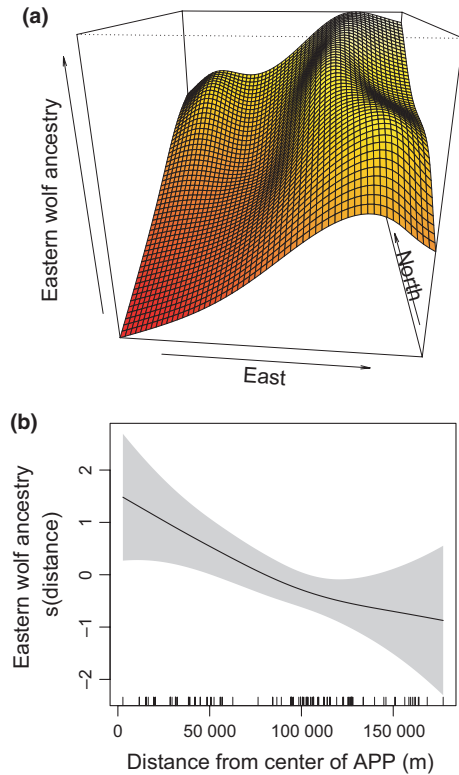 (a)
Eastern wolf ancestry
North
East
(b)
Eastern wolf ancestry
s(distance)
2
1
0
−1
−2
0 50 000 100 000 150 000
Distance from center of APP (m)